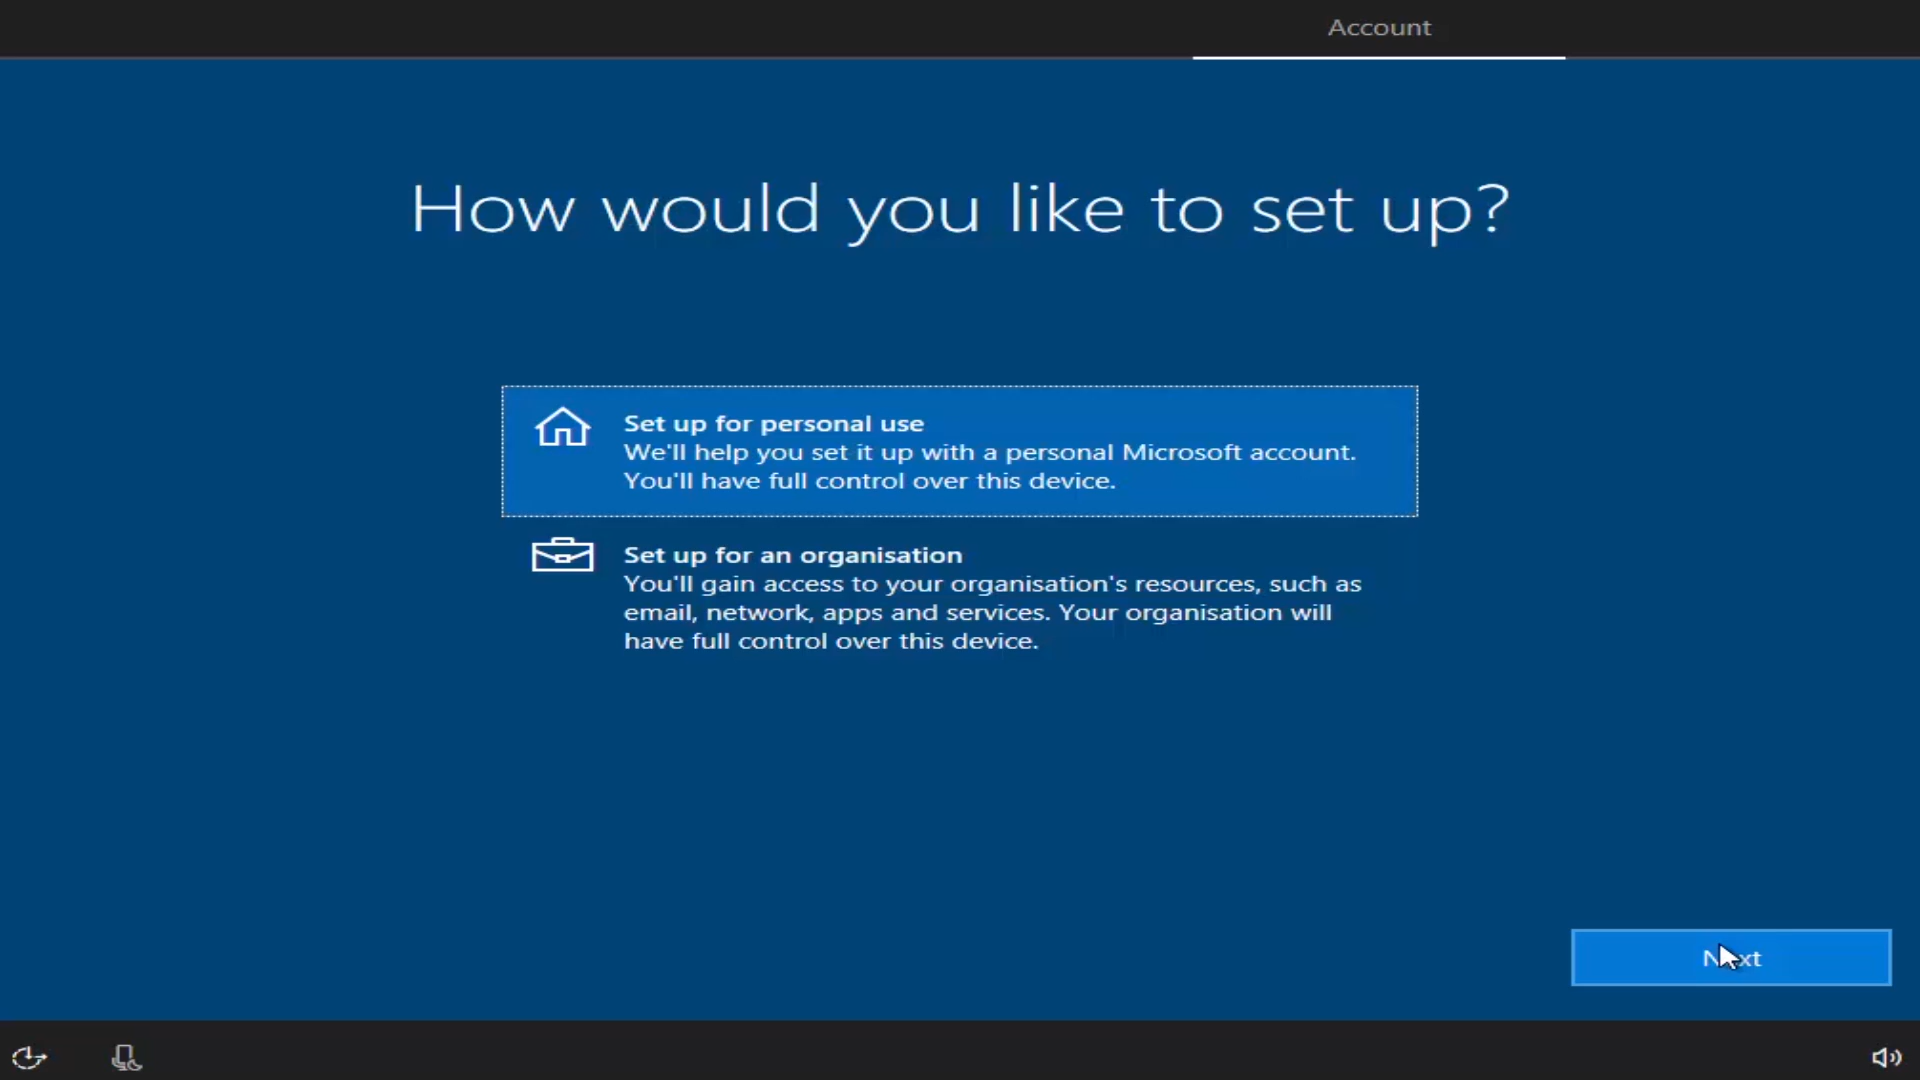 Account
How would you like to set up?
Set up for personal use
We'll help you set it up with a personal Microsoft account.
You'll have full control over this device.
Set up for an organisation
You'll gain access to your organisation's resources, such as
email, network, apps and services. Your organisation will
have full control over this device.
Next